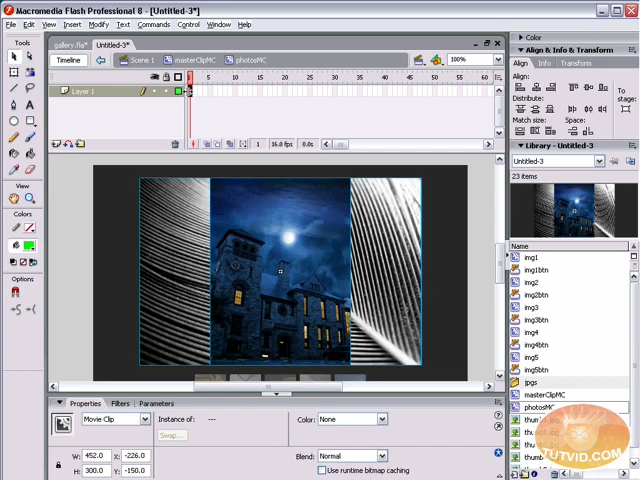 Macromedia Flash Professional 8 - [Untitled-3*]
File Edit View Insert Modify Text Commands Control Window Help
Tools
View
Colors
Options
gallery.fla* Untitled-3*
Timeline Scene 1 masterClipMC photosMC 100%
1 5 10 15 20 25 30 35 40 45 50 55 60
Layer 1
1 16.0 fps 0.0s
Properties Filters Parameters
Movie Clip Instance of: --- Color: None
Swap...
W: 452.0 X: -226.0 Blend: Normal
H: 300.0 Y: -150.0 Use runtime bitmap caching
Color
Align & Info & Transform
Align Info Transform
Align:
Distribute:
Match size: Space:
Library - Untitled-3
Untitled-3
23 items
Name
img1
img1btn
img2
img2btn
img3
img3btn
img4
img4btn
img5
img5btn
jpgs
masterClipMC
photosMC
TUTVID.COM